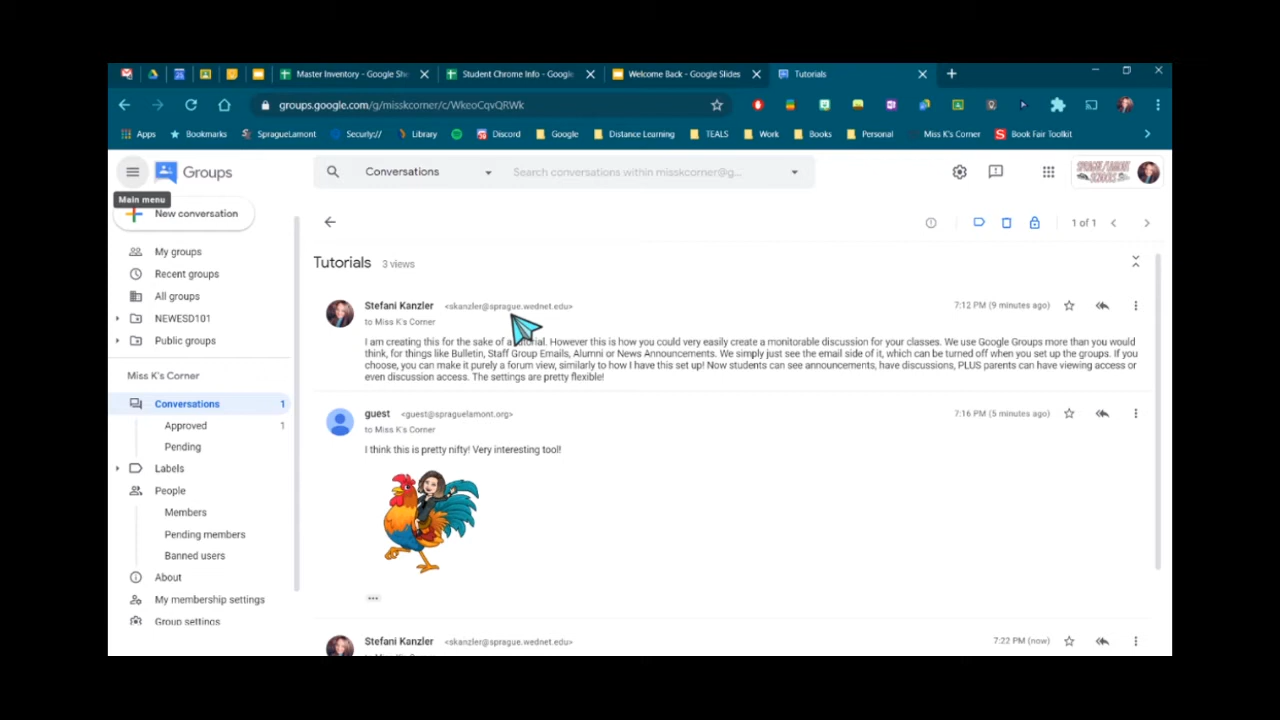 Master Inventory - Google She
Student Chrome Info - Google
Welcome Back - Google Slides
Tutorials
groups.google.com/g/misskcorner/c/WkeoCqvQRWk
Apps
Bookmarks
SpragueLamont
Securly://
Library
Discord
Google
Distance Learning
TEALS
Work
Books
Personal
Miss K's Corner
Book Fair Toolkit
Groups
Conversations
Search conversations within misskcorner@g...
SPRAGUE/LAMONT
SCHOOLS
Main menu
New conversation
1 of 1
My groups
Recent groups
All groups
NEWESD101
Public groups
Miss K's Corner
Conversations 1
Approved 1
Pending
Labels
People
Members
Pending members
Banned users
About
My membership settings
Group settings
Tutorials 3 views
Stefani Kanzler <skanzler@sprague.wednet.edu> 7:12 PM (9 minutes ago)
to Miss K's Corner
I am creating this for the sake of a tutorial. However this is how you could very easily create a monitorable discussion for your classes. We use Google Groups more than you would
think, for things like Bulletin, Staff Group Emails, Alumni or News Announcements. We simply just see the email side of it, which can be turned off when you set up the groups. If you
choose, you can make it purely a forum view, similarly to how I have this set up! Now students can see announcements, have discussions, PLUS parents can have viewing access or
even discussion access. The settings are pretty flexible!
guest <guest@spraguelamont.org> 7:16 PM (5 minutes ago)
to Miss K's Corner
I think this is pretty nifty! Very interesting tool!
Stefani Kanzler <skanzler@sprague.wednet.edu> 7:22 PM (now)